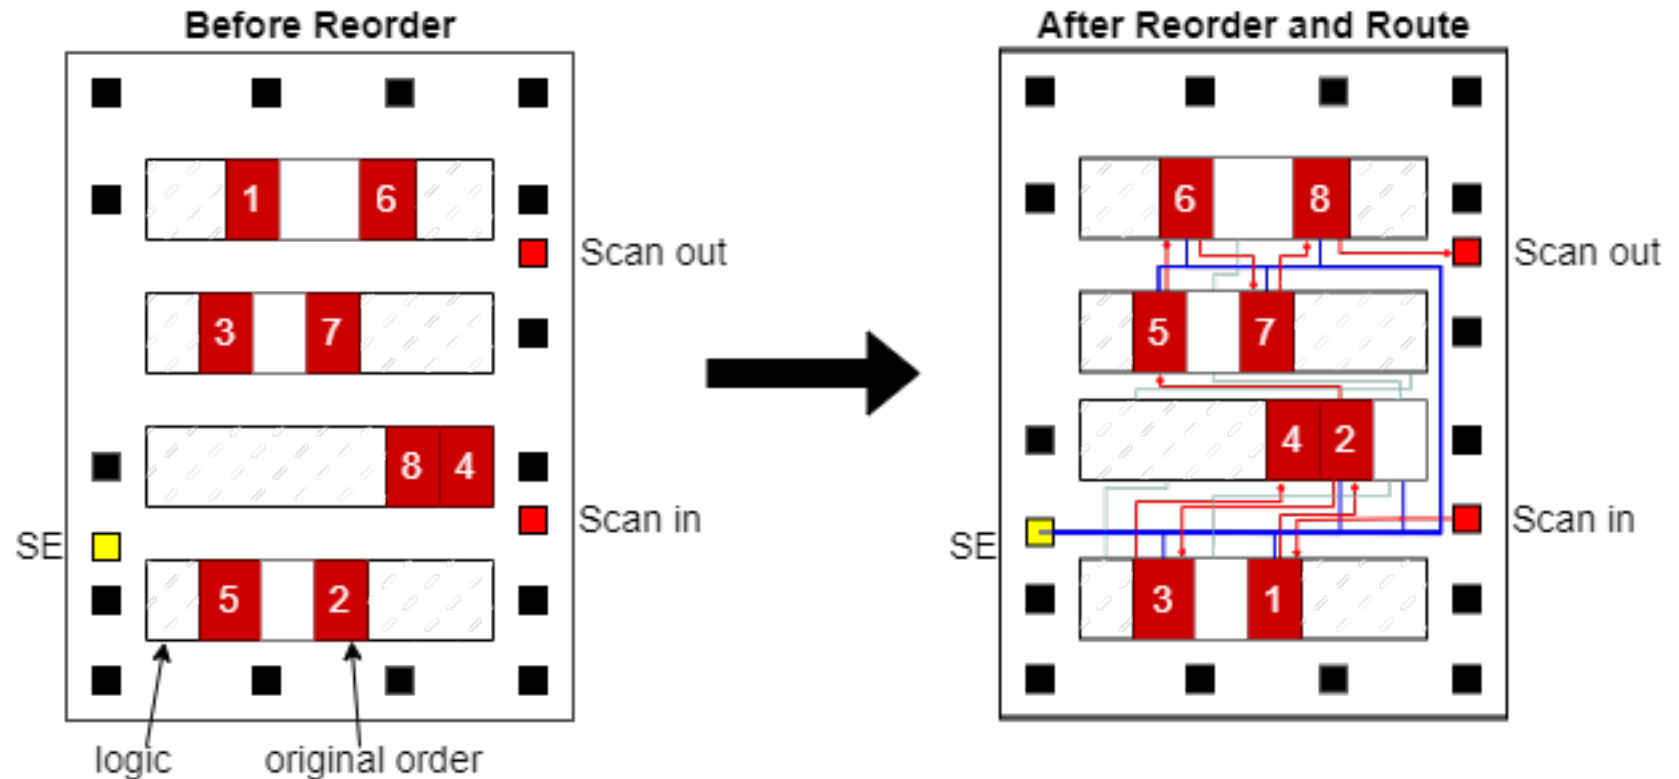 Before Reorder
1 6
Scan out
3 7
8 4
Scan in
SE
5 2
logic original order
After Reorder and Route
6 8
Scan out
5 7
4 2
Scan in
SE
3 1